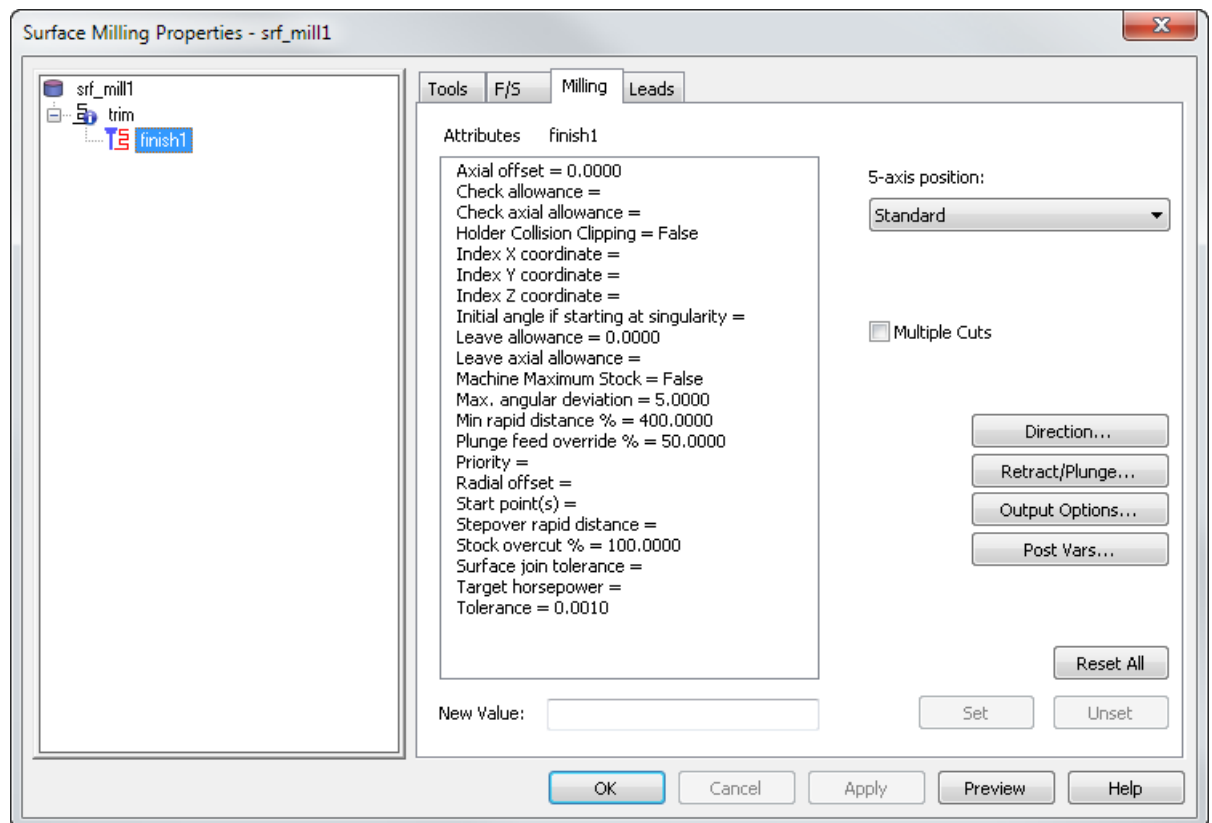 Surface Milling Properties - srf_mill1
srf_mill1
trim
finish1
Tools F/S Milling Leads
Attributes finish1
Axial offset = 0.0000
Check allowance =
Check axial allowance =
Holder Collision Clipping = False
Index X coordinate =
Index Y coordinate =
Index Z coordinate =
Initial angle if starting at singularity =
Leave allowance = 0.0000
Leave axial allowance =
Machine Maximum Stock = False
Max. angular deviation = 5.0000
Min rapid distance % = 400.0000
Plunge feed override % = 50.0000
Priority =
Radial offset =
Start point(s) =
Stepover rapid distance =
Stock overcut % = 100.0000
Surface join tolerance =
Target horsepower =
Tolerance = 0.0010
5-axis position:
Standard
Multiple Cuts
Direction...
Retract/Plunge...
Output Options...
Post Vars...
Reset All
New Value:
Set Unset
OK Cancel Apply Preview Help